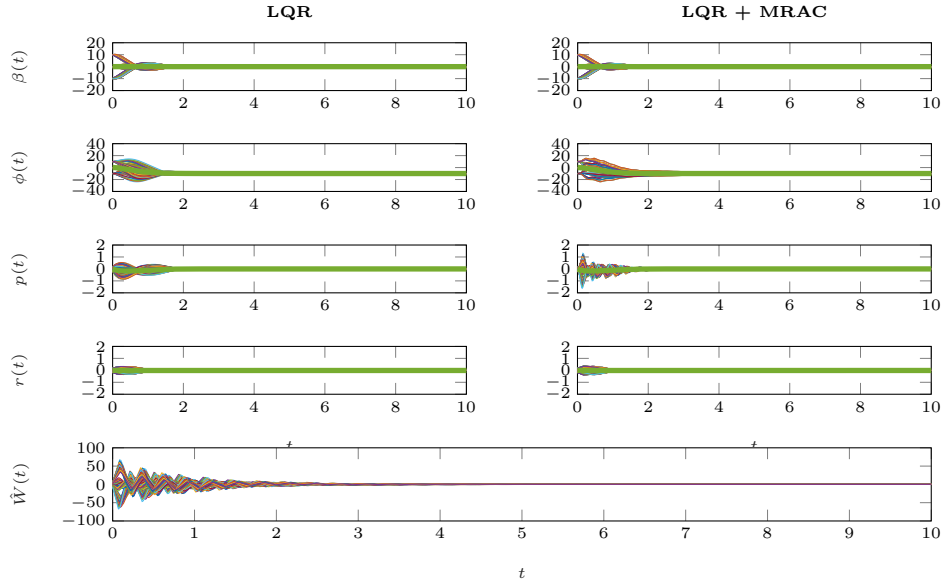 LQR LQR + MRAC
β(t) 20 10 0 −10 −20 0 2 4 6 8 10 20 10 0 −10 −20 0 2 4 6 8 10
ϕ(t) 40 20 0 −20 −40 0 2 4 6 8 10 40 20 0 −20 −40 0 2 4 6 8 10
p(t) 2 1 0 −1 −2 0 2 4 6 8 10 2 1 0 −1 −2 0 2 4 6 8 10
r(t) 2 1 0 −1 −2 0 2 4 6 8 10 2 1 0 −1 −2 0 2 4 6 8 10
t t
Ŵ(t) 100 50 0 −50 −100 0 1 2 3 4 5 6 7 8 9 10
t